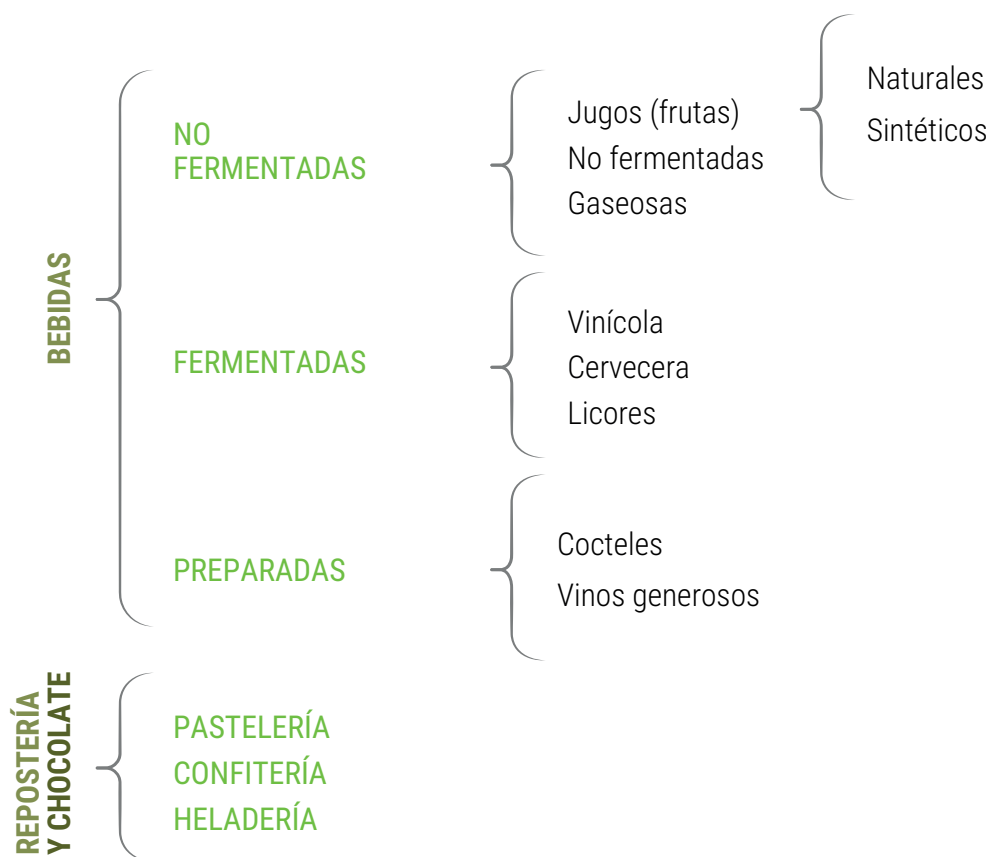 BEBIDAS
NO
FERMENTADAS
Jugos (frutas)
No fermentadas
Gaseosas
Naturales
Sintéticos
FERMENTADAS
Vinícola
Cervecera
Licores
PREPARADAS
Cocteles
Vinos generosos
REPOSTERÍA
Y CHOCOLATE
PASTELERÍA
CONFITERÍA
HELADERÍA